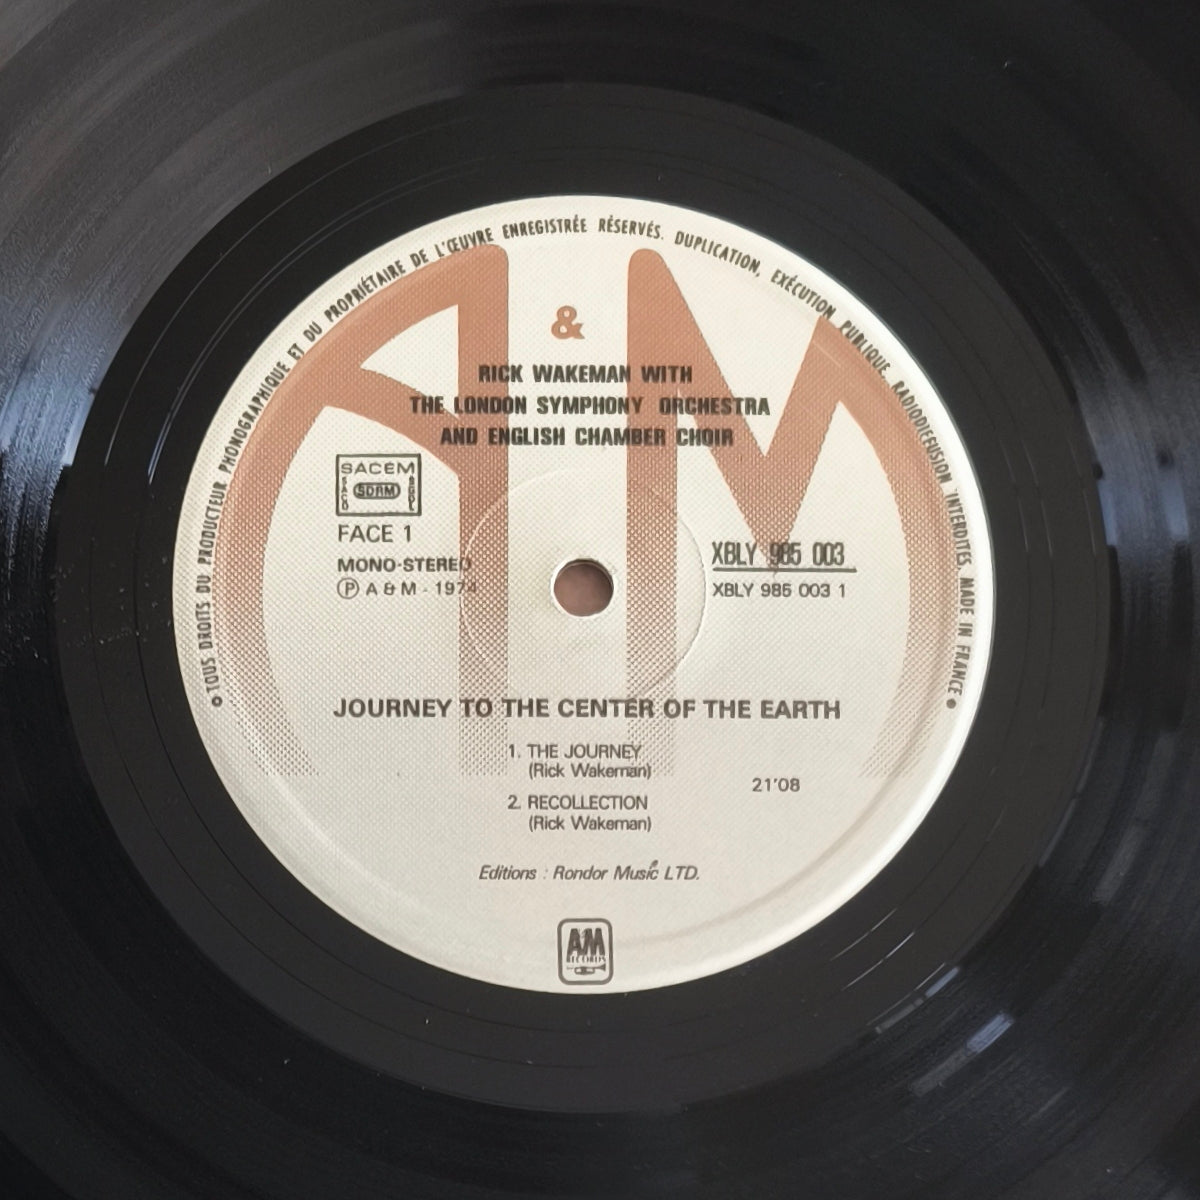 TOUS DROITS DU PRODUCTEUR PHONOGRAPHIQUE ET DU PROPRIÉTAIRE DE L'ŒUVRE ENREGISTRÉE RÉSERVÉS. DUPLICATION, EXÉCUTION PUBLIQUE, RADIODIFFUSION INTERDITES. MADE IN FRANCE
A & M
RICK WAKEMAN WITH
THE LONDON SYMPHONY ORCHESTRA
AND ENGLISH CHAMBER CHOIR
SACEM
SACD SDRM SGDL
FACE 1
MONO-STEREO
Ⓟ A & M - 1974
XBLY 985 003
XBLY 985 003 1
JOURNEY TO THE CENTER OF THE EARTH
1. THE JOURNEY
(Rick Wakeman)
21'08
2. RECOLLECTION
(Rick Wakeman)
Editions : Rondor Music LTD.
A&M
RECORDS